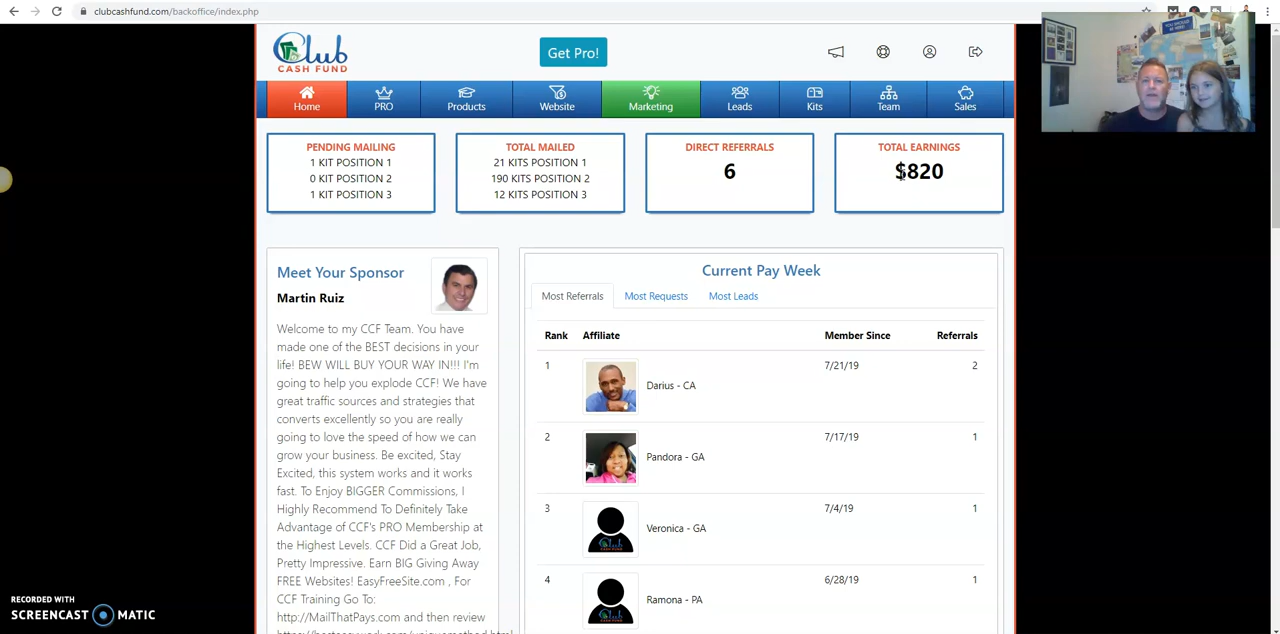 clubcashfund.com/backoffice/index.php
Club
CASH FUND
Get Pro!
Home
PRO
Products
Website
Marketing
Leads
Kits
Team
Sales
PENDING MAILING
1 KIT POSITION 1
0 KIT POSITION 2
1 KIT POSITION 3
TOTAL MAILED
21 KITS POSITION 1
190 KITS POSITION 2
12 KITS POSITION 3
DIRECT REFERRALS
6
TOTAL EARNINGS
$820
Meet Your Sponsor
Martin Ruiz
Welcome to my CCF Team. You have
made one of the BEST decisions in your
life! BEW WILL BUY YOUR WAY IN!!! I'm
going to help you explode CCF! We have
great traffic sources and strategies that
converts excellently so you are really
going to love the speed of how we can
grow your business. Be excited, Stay
Excited, this system works and it works
fast. To Enjoy BIGGER Commissions, I
Highly Recommend To Definitely Take
Advantage of CCF's PRO Membership at
the Highest Levels. CCF Did a Great Job,
Pretty Impressive. Earn BIG Giving Away
FREE Websites! EasyFreeSite.com , For
CCF Training Go To:
http://MailThatPays.com and then review
Current Pay Week
Most Referrals
Most Requests
Most Leads
Rank Affiliate Member Since Referrals
1 Darius - CA 7/21/19 2
2 Pandora - GA 7/17/19 1
3 Veronica - GA 7/4/19 1
Club
CASH FUND
4 Ramona - PA 6/28/19 1
Club
CASH FUND
RECORDED WITH
SCREENCAST MATIC